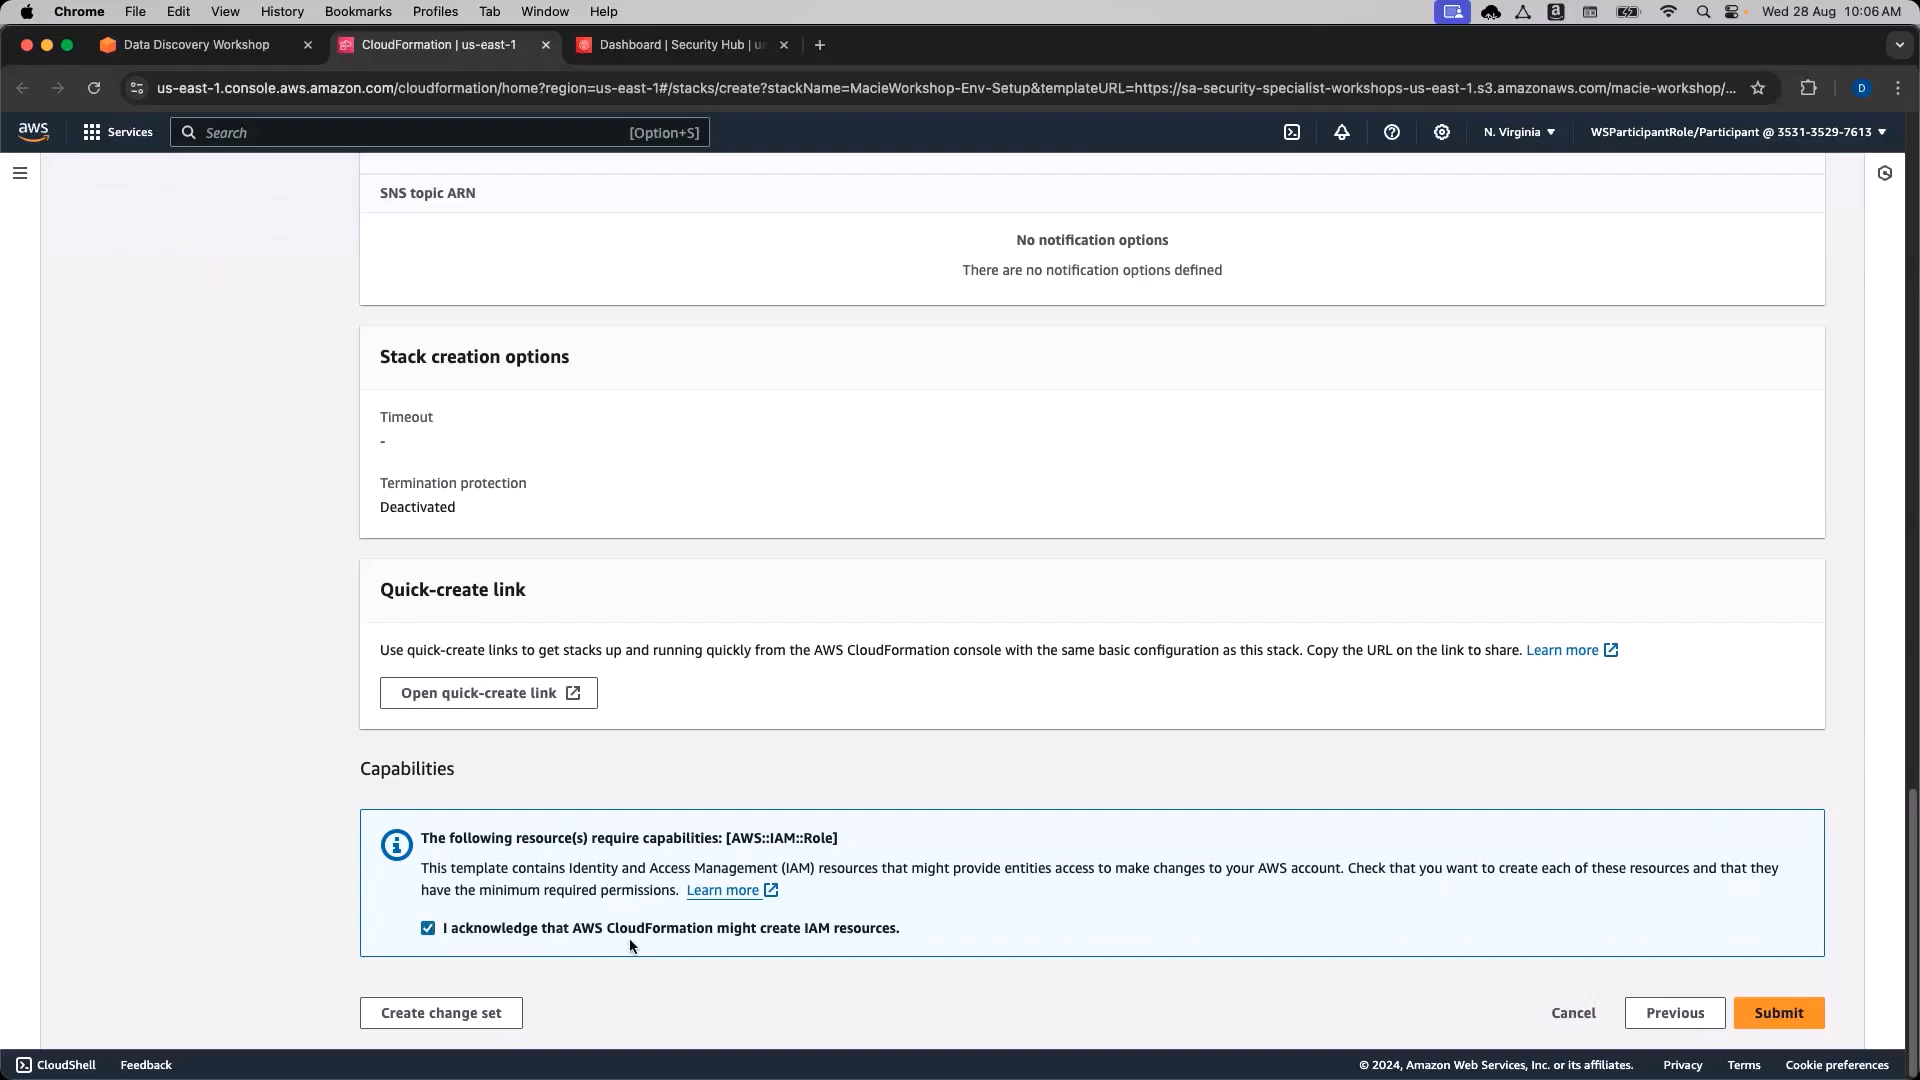 Chrome File Edit View History Bookmarks Profiles Tab Window Help a Wed 28 Aug 10:06 AM
Data Discovery Workshop CloudFormation | us-east-1 Dashboard | Security Hub | us
us-east-1.console.aws.amazon.com/cloudformation/home?region=us-east-1#/stacks/create?stackName=MacieWorkshop-Env-Setup&templateURL=https://sa-security-specialist-workshops-us-east-1.s3.amazonaws.com/macie-workshop/... D
aws Services Search [Option+S] N. Virginia WSParticipantRole/Participant @ 3531-3529-7613
SNS topic ARN
No notification options
There are no notification options defined
Stack creation options
Timeout
-
Termination protection
Deactivated
Quick-create link
Use quick-create links to get stacks up and running quickly from the AWS CloudFormation console with the same basic configuration as this stack. Copy the URL on the link to share. Learn more
Open quick-create link
Capabilities
The following resource(s) require capabilities: [AWS::IAM::Role]
This template contains Identity and Access Management (IAM) resources that might provide entities access to make changes to your AWS account. Check that you want to create each of these resources and that they
have the minimum required permissions. Learn more
I acknowledge that AWS CloudFormation might create IAM resources.
Create change set Cancel Previous Submit
CloudShell Feedback © 2024, Amazon Web Services, Inc. or its affiliates. Privacy Terms Cookie preferences